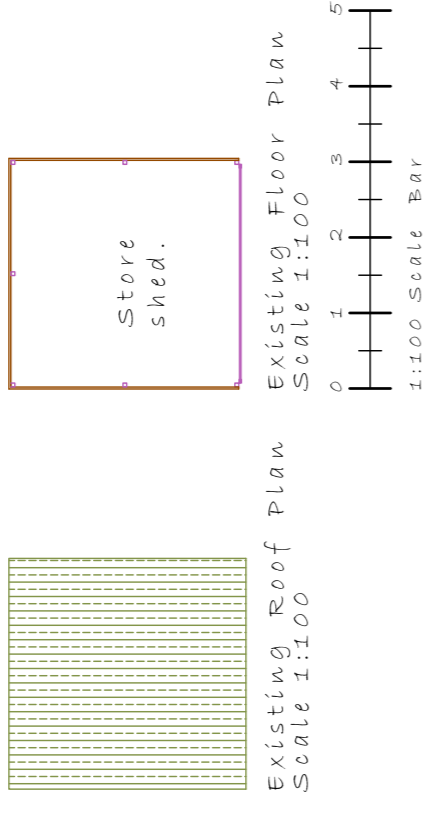 Store
shed.
Existing Floor Plan
Scale 1:100
0 1 2 3 4 5
1:100 Scale Bar
Existing Roof Plan
Scale 1:100